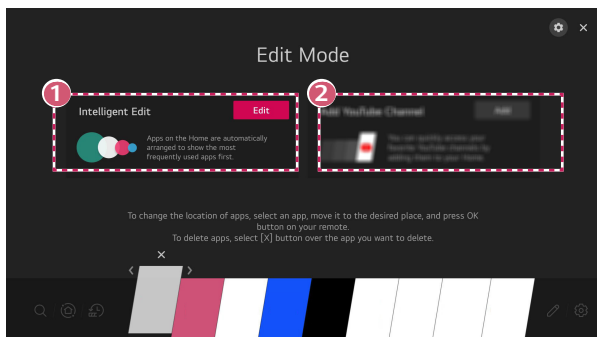 Edit Mode
1
Intelligent Edit
Edit
Apps on the Home are automatically
arranged to show the most
frequently used apps first.
2
Add YouTube Channel
Add
You can quickly access your
favorite YouTube channels by
adding them to your Home.
To change the location of apps, select an app, move it to the desired place, and press OK
button on your remote.
To delete apps, select [X] button over the app you want to delete.